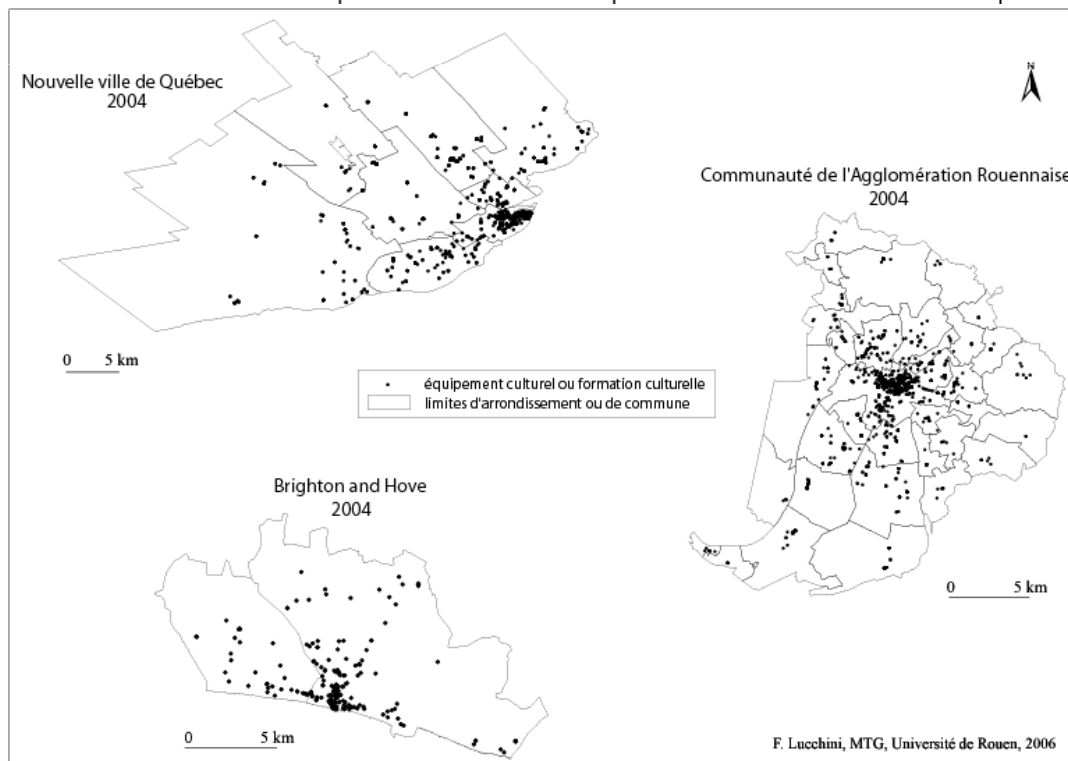 Nouvelle ville de Québec
2004
N
Communauté de l'Agglomération Rouennaise
2004
0 5 km
équipement culturel ou formation culturelle
limites d'arrondissement ou de commune
Brighton and Hove
2004
0 5 km
0 5 km
F. Lucchini, MTG, Université de Rouen, 2006